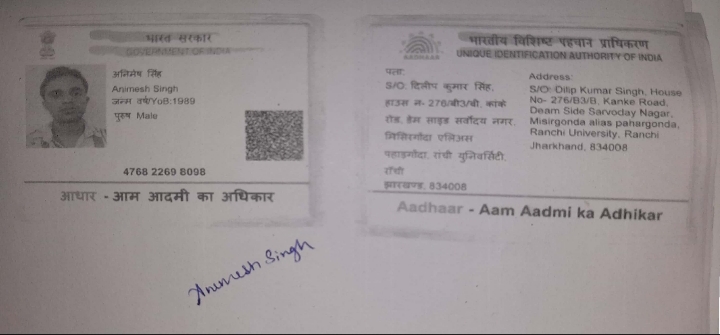 भारत सरकार
GOVERNMENT OF INDIA
अनिमेष सिंह
Animesh Singh
जन्म वर्ष/YoB:1989
पुरुष Male
4768 2269 8098
आधार - आम आदमी का अधिकार
भारतीय विशिष्ट पहचान प्राधिकरण
UNIQUE IDENTIFICATION AUTHORITY OF INDIA
AADHAAR
पता:
S/O: दिलीप कुमार सिंह,
हाउस न- 276/बी3/बी, कांके
रोड, डेम साइड सर्वोदय नगर,
मिसिरगोंदा एलिअस
पहाड़गोंदा, रांची युनिवर्सिटी,
राँची
झारखण्ड, 834008
Address:
S/O: Dilip Kumar Singh, House
No- 276/B3/B, Kanke Road,
Deam Side Sarvoday Nagar,
Misirgonda alias pahargonda,
Ranchi University, Ranchi
Jharkhand, 834008
Aadhaar - Aam Aadmi ka Adhikar
Animesh Singh